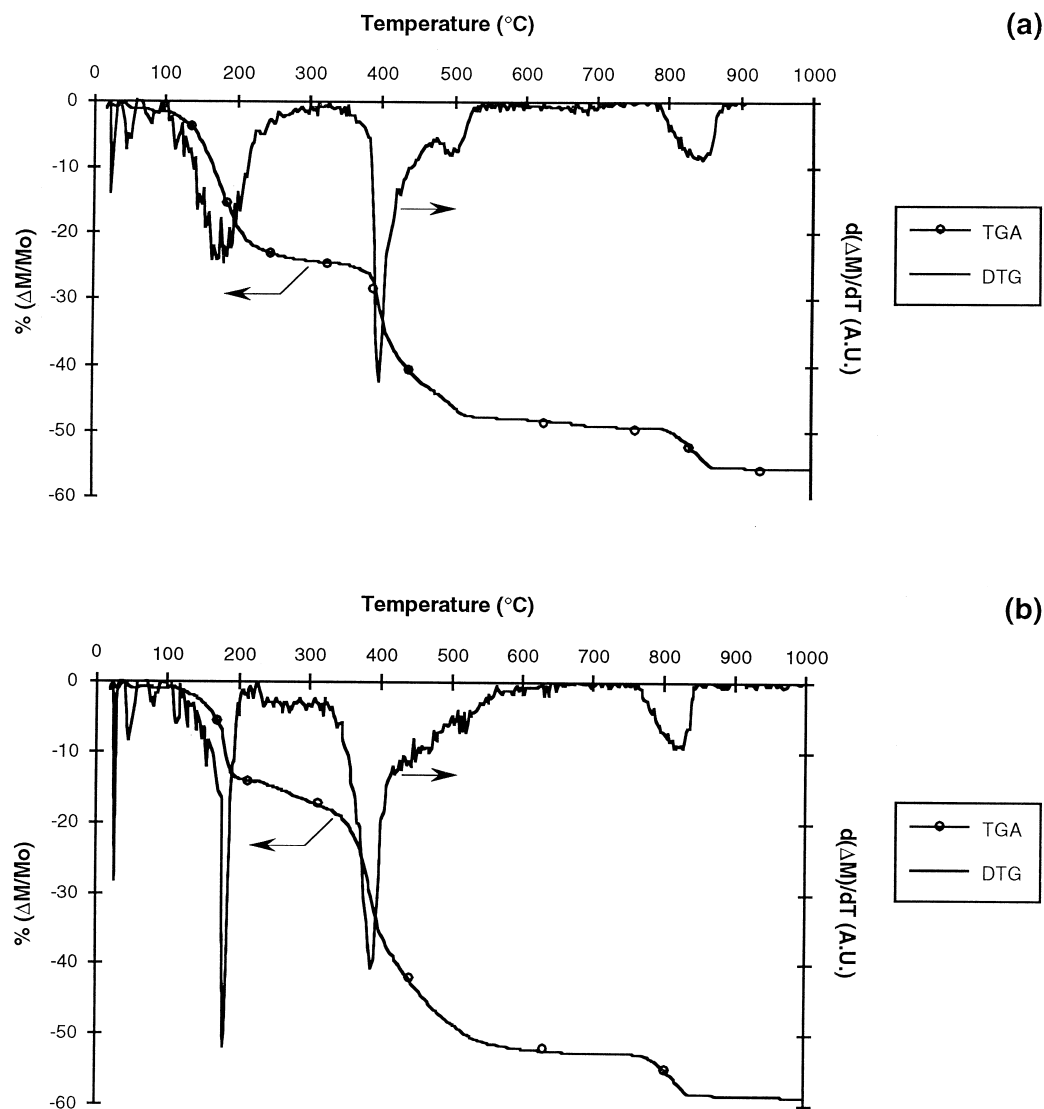 Temperature (°C)
(a)
0 100 200 300 400 500 600 700 800 900 1000
0
-10
-20
-30
-40
-50
-60
% (ΔM/Mo)
d(ΔM)/dT (A.U.)
TGA
DTG
Temperature (°C)
(b)
0 100 200 300 400 500 600 700 800 900 1000
0
-10
-20
-30
-40
-50
-60
% (ΔM/Mo)
d(ΔM)/dT (A.U.)
TGA
DTG